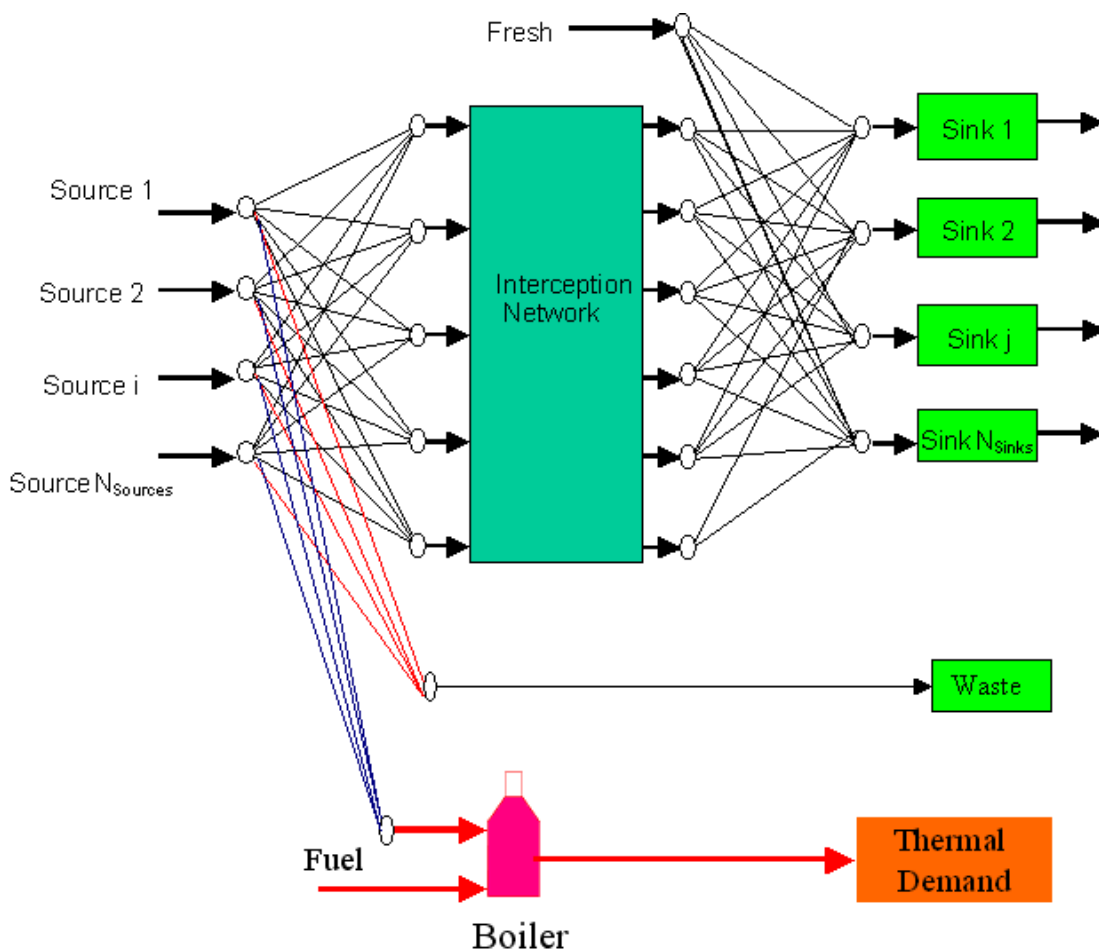 Fresh
Source 1
Source 2
Source i
Source N_Sources
Interception
Network
Sink 1
Sink 2
Sink j
Sink N_Sinks
Waste
Fuel
Boiler
Thermal
Demand